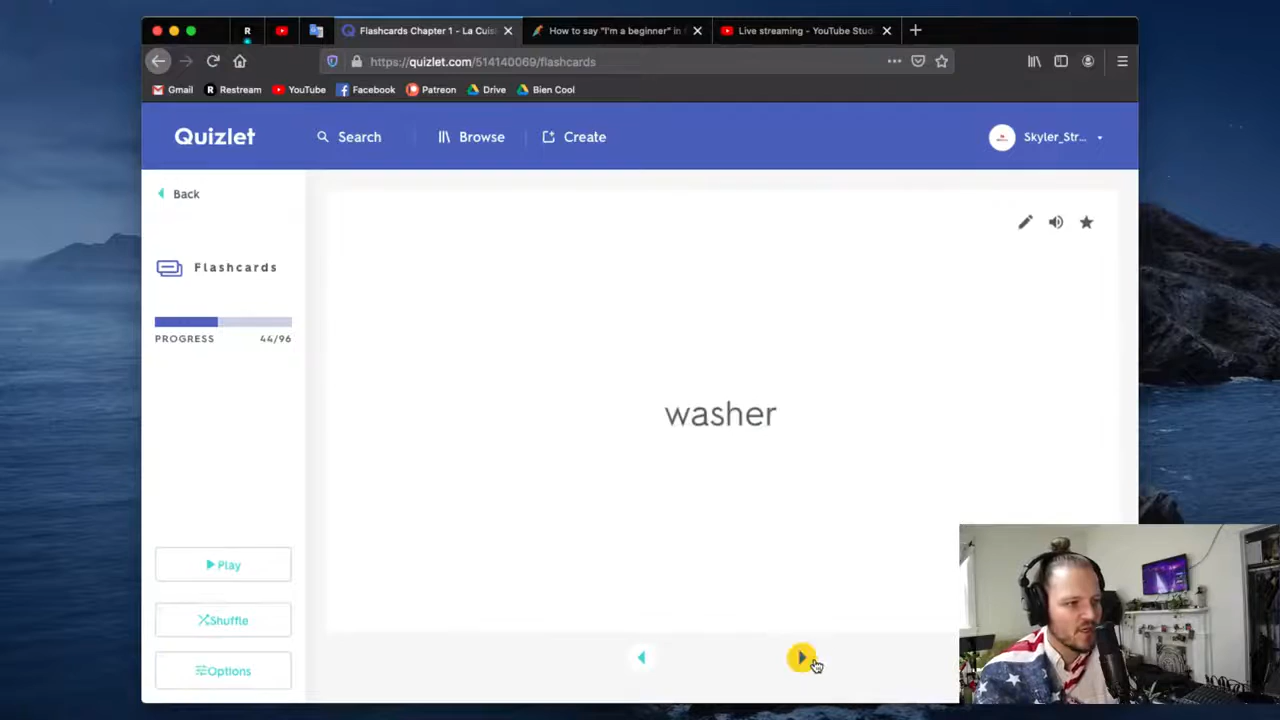 R
Flashcards Chapter 1 - La Cuis
How to say "I'm a beginner" in
Live streaming - YouTube Stud
https://quizlet.com/514140069/flashcards
Gmail
Restream
YouTube
Facebook
Patreon
Drive
Bien Cool
Quizlet
Search
Browse
Create
Skyler_Str...
Back
Flashcards
PROGRESS 44/96
washer
Play
Shuffle
Options